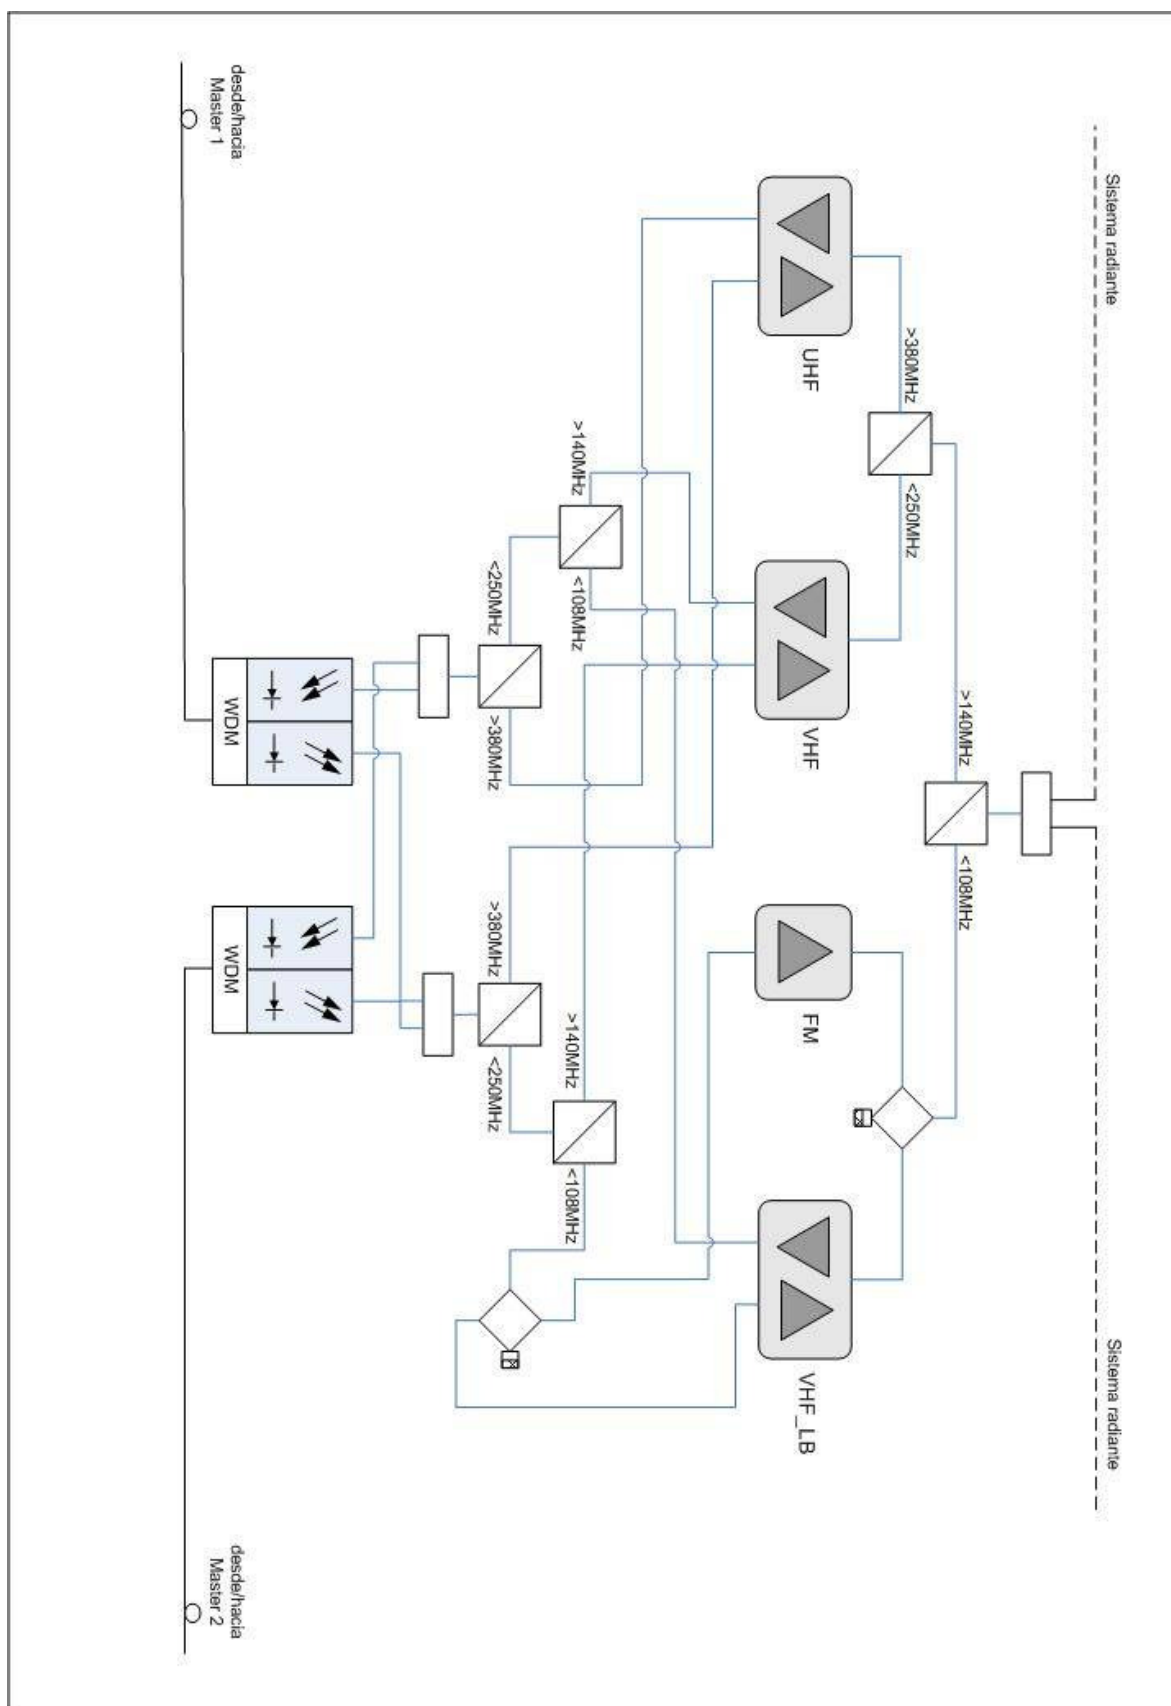 Sistema radiante
Sistema radiante
>140MHz
<108MHz
>380MHz
<250MHz
UHF
VHF
FM
VHF_LB
>140MHz
<108MHz
>140MHz
<108MHz
<250MHz
>380MHz
>380MHz
<250MHz
WDM
WDM
desde/hacia
Master 1
desde/hacia
Master 2